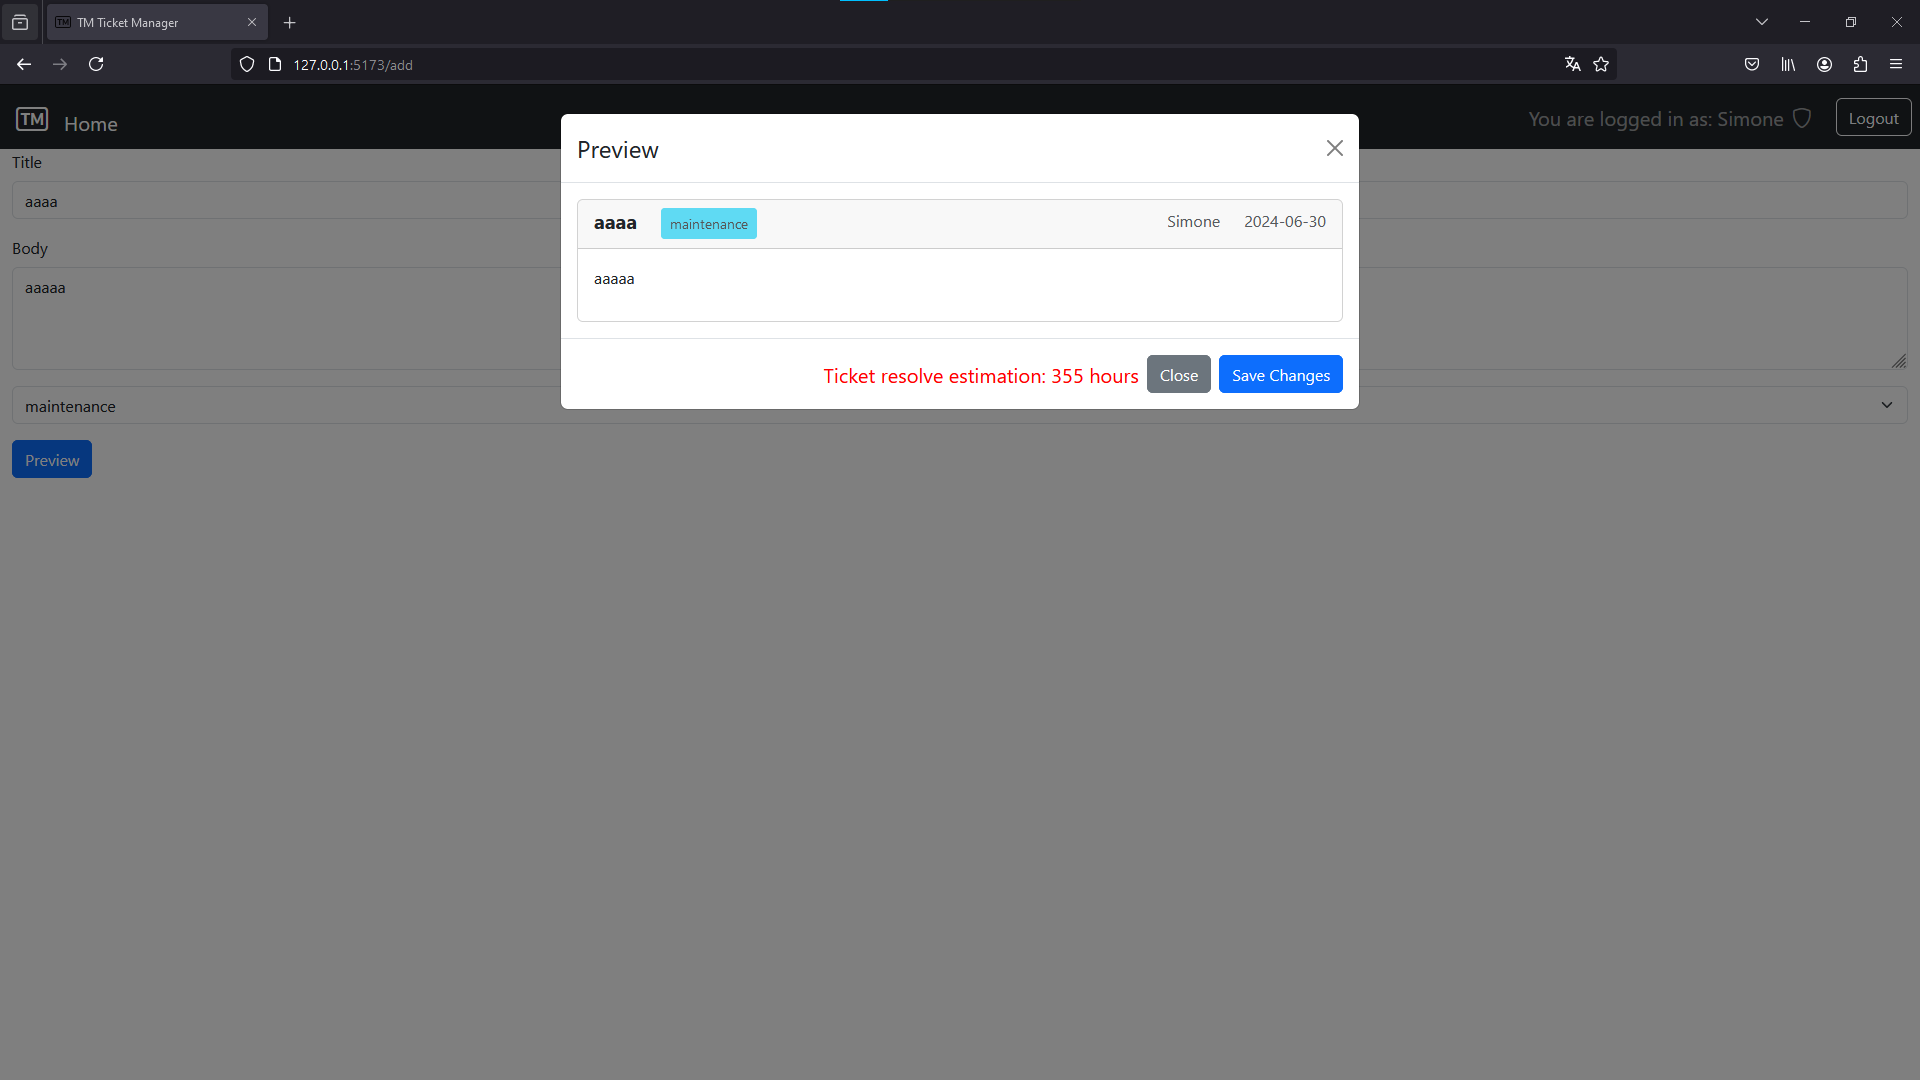 TM TM Ticket Manager
127.0.0.1:5173/add
TM Home
You are logged in as: Simone
Logout
Title
aaaa
Body
aaaaa
maintenance
Preview
Preview
aaaa maintenance Simone 2024-06-30
aaaaa
Ticket resolve estimation: 355 hours Close Save Changes